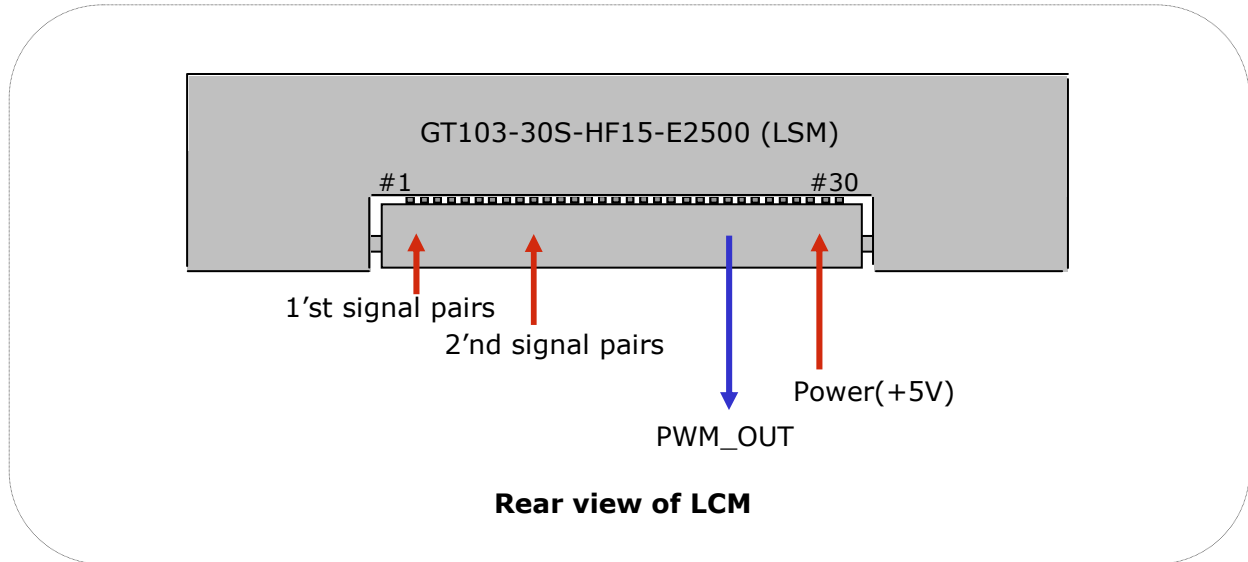 GT103-30S-HF15-E2500 (LSM)
#1 #30
1’st signal pairs
2’nd signal pairs
Power(+5V)
PWM_OUT
Rear view of LCM